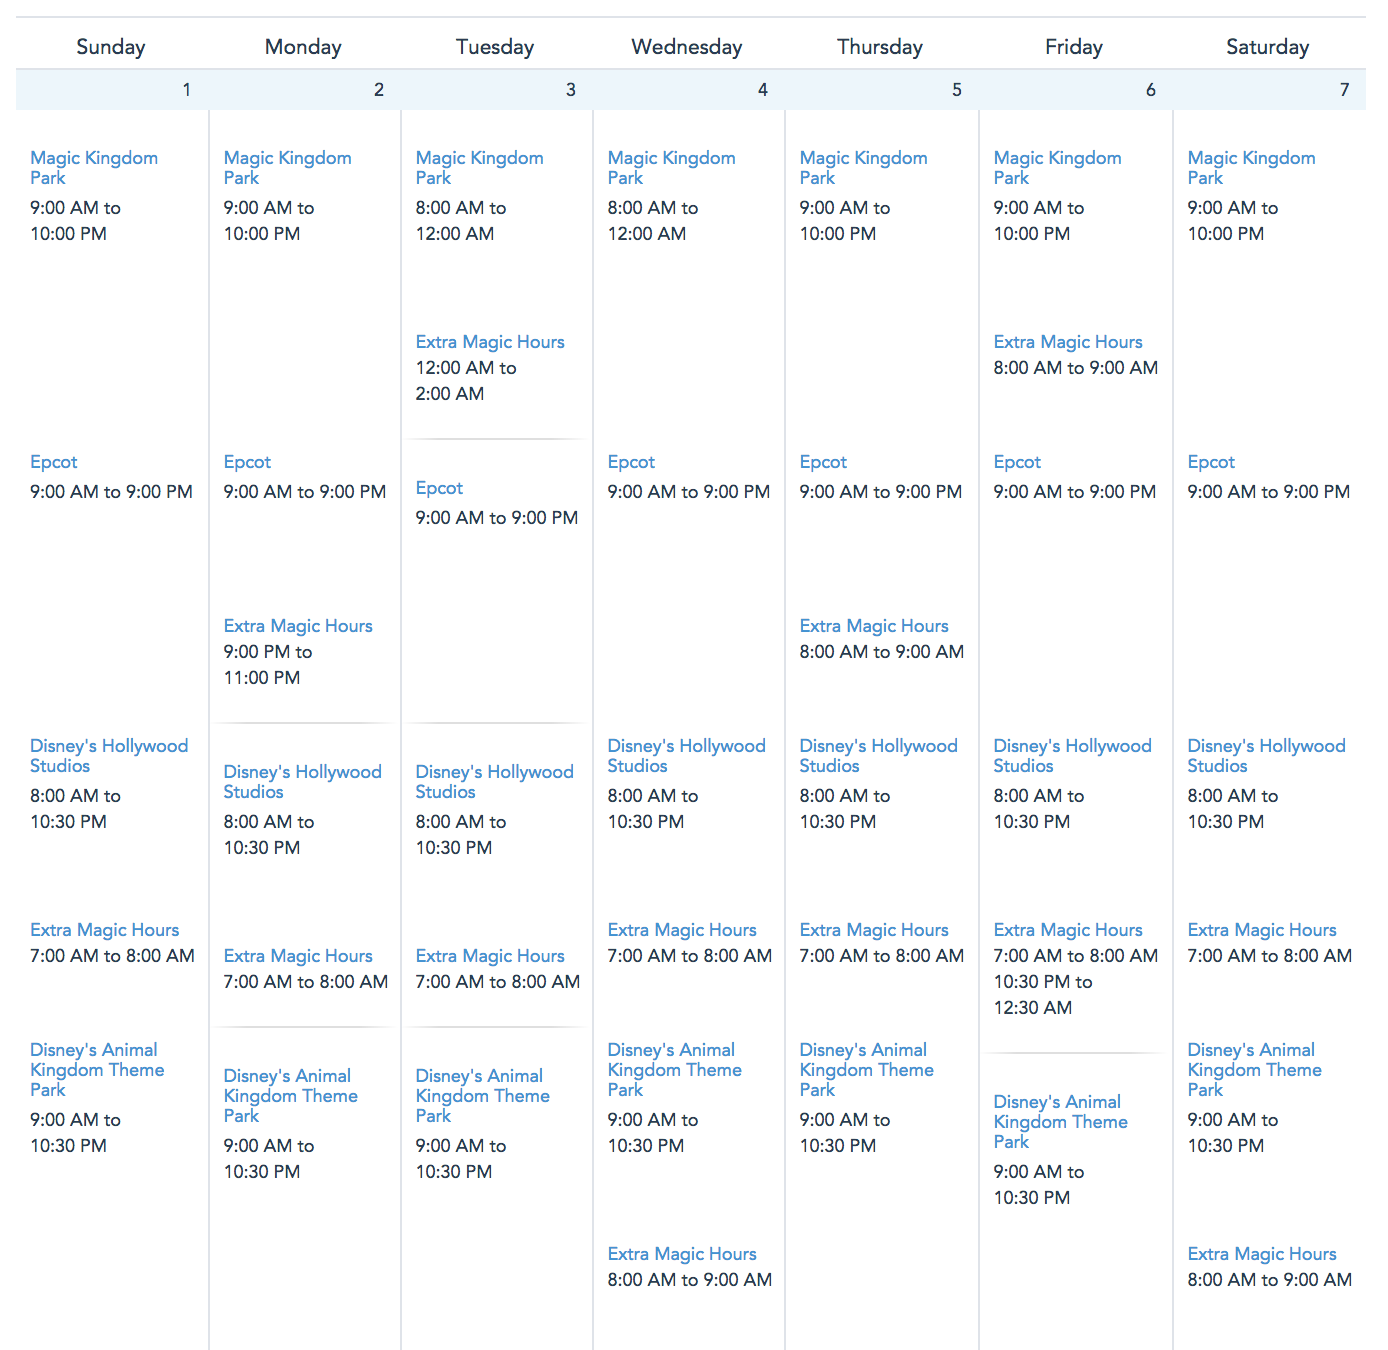 Sunday
Monday
Tuesday
Wednesday
Thursday
Friday
Saturday
1
2
3
4
5
6
7
Magic Kingdom
Park
9:00 AM to
10:00 PM
Epcot
9:00 AM to 9:00 PM
Disney's Hollywood
Studios
8:00 AM to
10:30 PM
Extra Magic Hours
7:00 AM to 8:00 AM
Disney's Animal
Kingdom Theme
Park
9:00 AM to
10:30 PM
Magic Kingdom
Park
9:00 AM to
10:00 PM
Epcot
9:00 AM to 9:00 PM
Extra Magic Hours
9:00 PM to
11:00 PM
Disney's Hollywood
Studios
8:00 AM to
10:30 PM
Extra Magic Hours
7:00 AM to 8:00 AM
Disney's Animal
Kingdom Theme
Park
9:00 AM to
10:30 PM
Magic Kingdom
Park
8:00 AM to
12:00 AM
Extra Magic Hours
12:00 AM to
2:00 AM
Epcot
9:00 AM to 9:00 PM
Disney's Hollywood
Studios
8:00 AM to
10:30 PM
Extra Magic Hours
7:00 AM to 8:00 AM
Disney's Animal
Kingdom Theme
Park
9:00 AM to
10:30 PM
Magic Kingdom
Park
8:00 AM to
12:00 AM
Epcot
9:00 AM to 9:00 PM
Disney's Hollywood
Studios
8:00 AM to
10:30 PM
Extra Magic Hours
7:00 AM to 8:00 AM
Disney's Animal
Kingdom Theme
Park
9:00 AM to
10:30 PM
Extra Magic Hours
8:00 AM to 9:00 AM
Magic Kingdom
Park
9:00 AM to
10:00 PM
Epcot
9:00 AM to 9:00 PM
Extra Magic Hours
8:00 AM to 9:00 AM
Disney's Hollywood
Studios
8:00 AM to
10:30 PM
Extra Magic Hours
7:00 AM to 8:00 AM
Disney's Animal
Kingdom Theme
Park
9:00 AM to
10:30 PM
Magic Kingdom
Park
9:00 AM to
10:00 PM
Extra Magic Hours
8:00 AM to 9:00 AM
Epcot
9:00 AM to 9:00 PM
Disney's Hollywood
Studios
8:00 AM to
10:30 PM
Extra Magic Hours
7:00 AM to 8:00 AM
10:30 PM to
12:30 AM
Disney's Animal
Kingdom Theme
Park
9:00 AM to
10:30 PM
Magic Kingdom
Park
9:00 AM to
10:00 PM
Epcot
9:00 AM to 9:00 PM
Disney's Hollywood
Studios
8:00 AM to
10:30 PM
Extra Magic Hours
7:00 AM to 8:00 AM
Disney's Animal
Kingdom Theme
Park
9:00 AM to
10:30 PM
Extra Magic Hours
8:00 AM to 9:00 AM